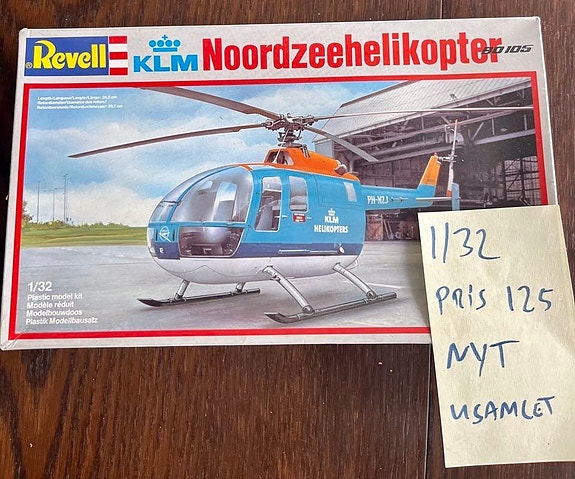 Revell
KLM Noordzeehelikopter
BO 105
PH-NZJ
KLM
HELIKOPTERS
1/32
Plastic model kit
Modèle réduit
Modelbouwdoos
Plastik Modellbausatz
1/32
Pris 125
NYT
USAMLET